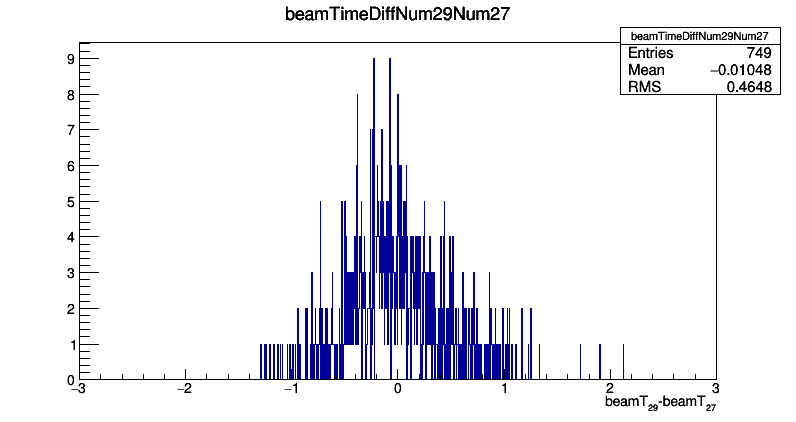 beamTimeDiffNum29Num27
beamTimeDiffNum29Num27
Entries 749
Mean −0.01048
RMS 0.4648
9
8
7
6
5
4
3
2
1
0
−3 −2 −1 0 1 2 3
beamT29-beamT27